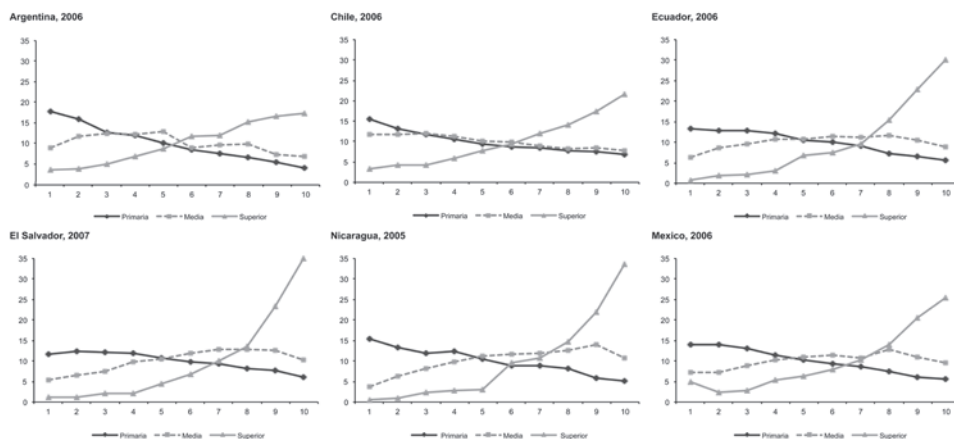 Argentina, 2006
35
30
25
20
15
10
5
0
1 2 3 4 5 6 7 8 9 10
Primaria Media Superior
Chile, 2006
35
30
25
20
15
10
5
0
1 2 3 4 5 6 7 8 9 10
Primaria Media Superior
Ecuador, 2006
35
30
25
20
15
10
5
0
1 2 3 4 5 6 7 8 9 10
Primaria Media Superior
El Salvador, 2007
35
30
25
20
15
10
5
0
1 2 3 4 5 6 7 8 9 10
Primaria Media Superior
Nicaragua, 2005
35
30
25
20
15
10
5
0
1 2 3 4 5 6 7 8 9 10
Primaria Media Superior
Mexico, 2006
35
30
25
20
15
10
5
0
1 2 3 4 5 6 7 8 9 10
Primaria Media Superior